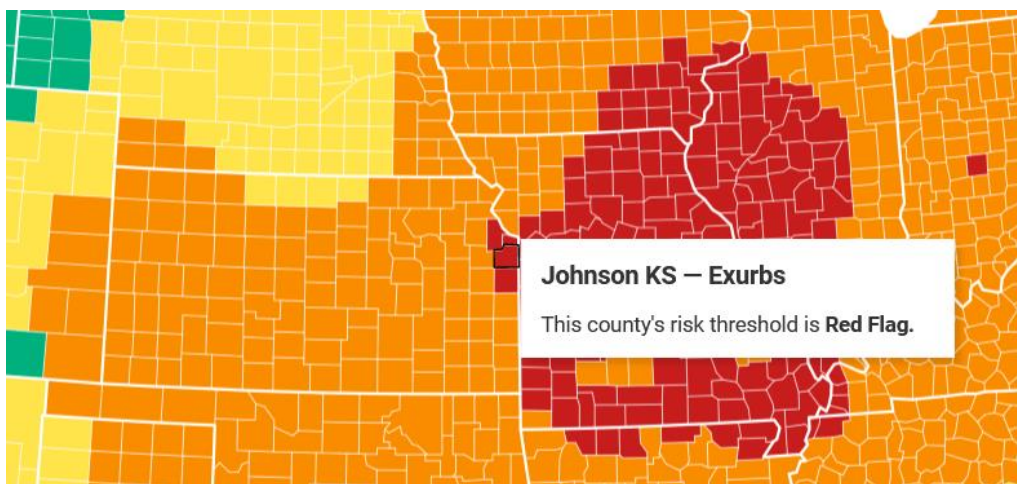 Johnson KS — Exurbs
This county's risk threshold is Red Flag.